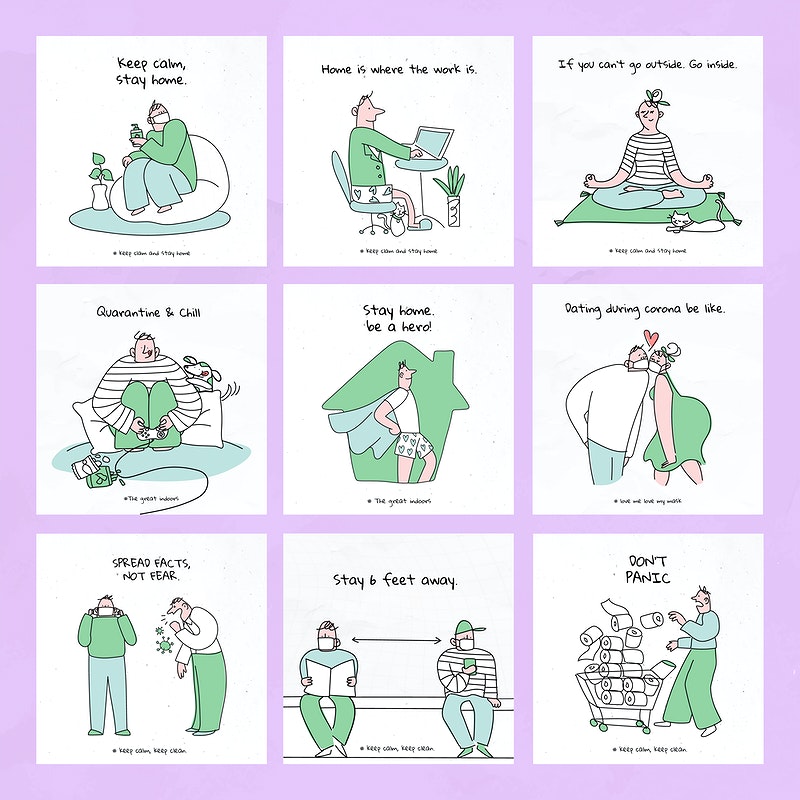 Keep calm,
stay home.
# keep clam and stay home
Home is where the work is.
# keep clam and stay home
If you can't go outside. Go inside.
# keep clam and stay home
Quarantine & Chill
#The great indoors
Stay home.
be a hero!
# The great indoors
Dating during corona be like.
# love me love my mask
SPREAD FACTS,
NOT FEAR.
# keep calm, keep clean.
Stay 6 feet away.
# keep calm, keep clean.
DON'T
PANIC
# keep calm, keep clean.